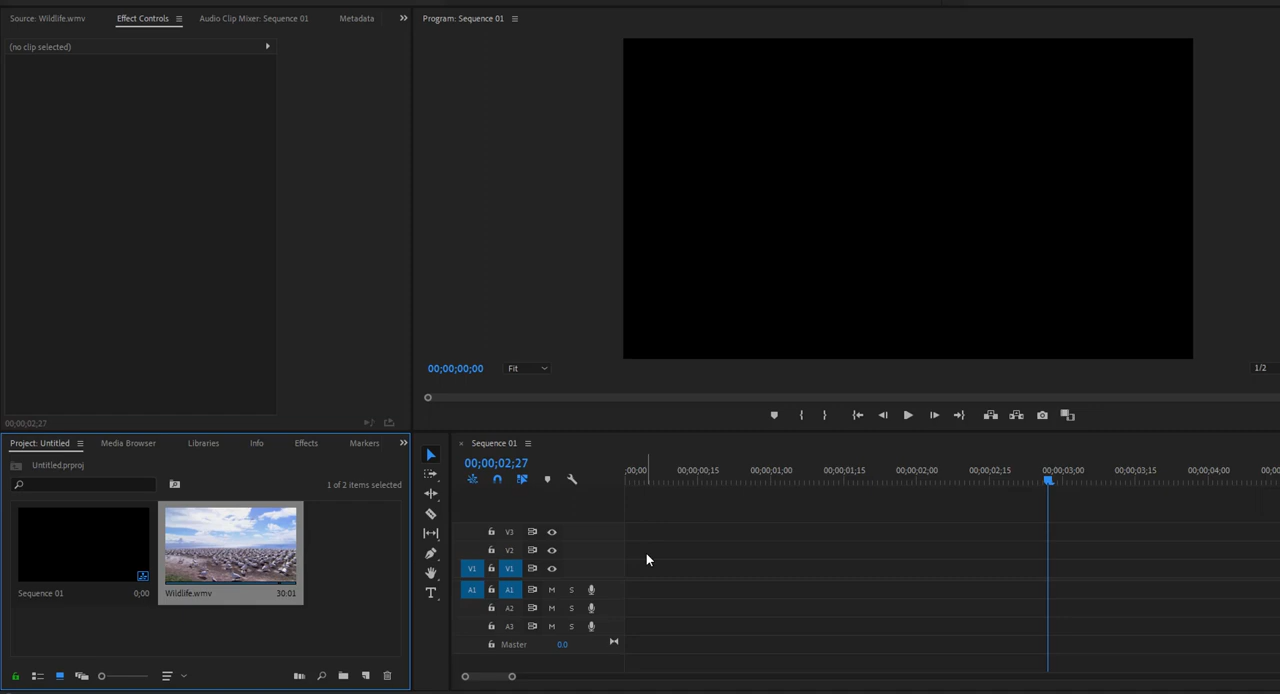 Source: Wildlife.wmv
Effect Controls
Audio Clip Mixer: Sequence 01
Metadata
(no clip selected)
00;00;02;27
Program: Sequence 01
00;00;00;00
Fit
1/2
Project: Untitled
Media Browser
Libraries
Info
Effects
Markers
Untitled.prproj
1 of 2 items selected
Sequence 01
0;00
Wildlife.wmv
30:01
Sequence 01
00;00;02;27
;00;00
00;00;00;15
00;00;01;00
00;00;01;15
00;00;02;00
00;00;02;15
00;00;03;00
00;00;03;15
00;00;04;00
00;00
V3
V2
V1 V1
A1 A1 M S
A2 M S
A3 M S
Master 0.0
T